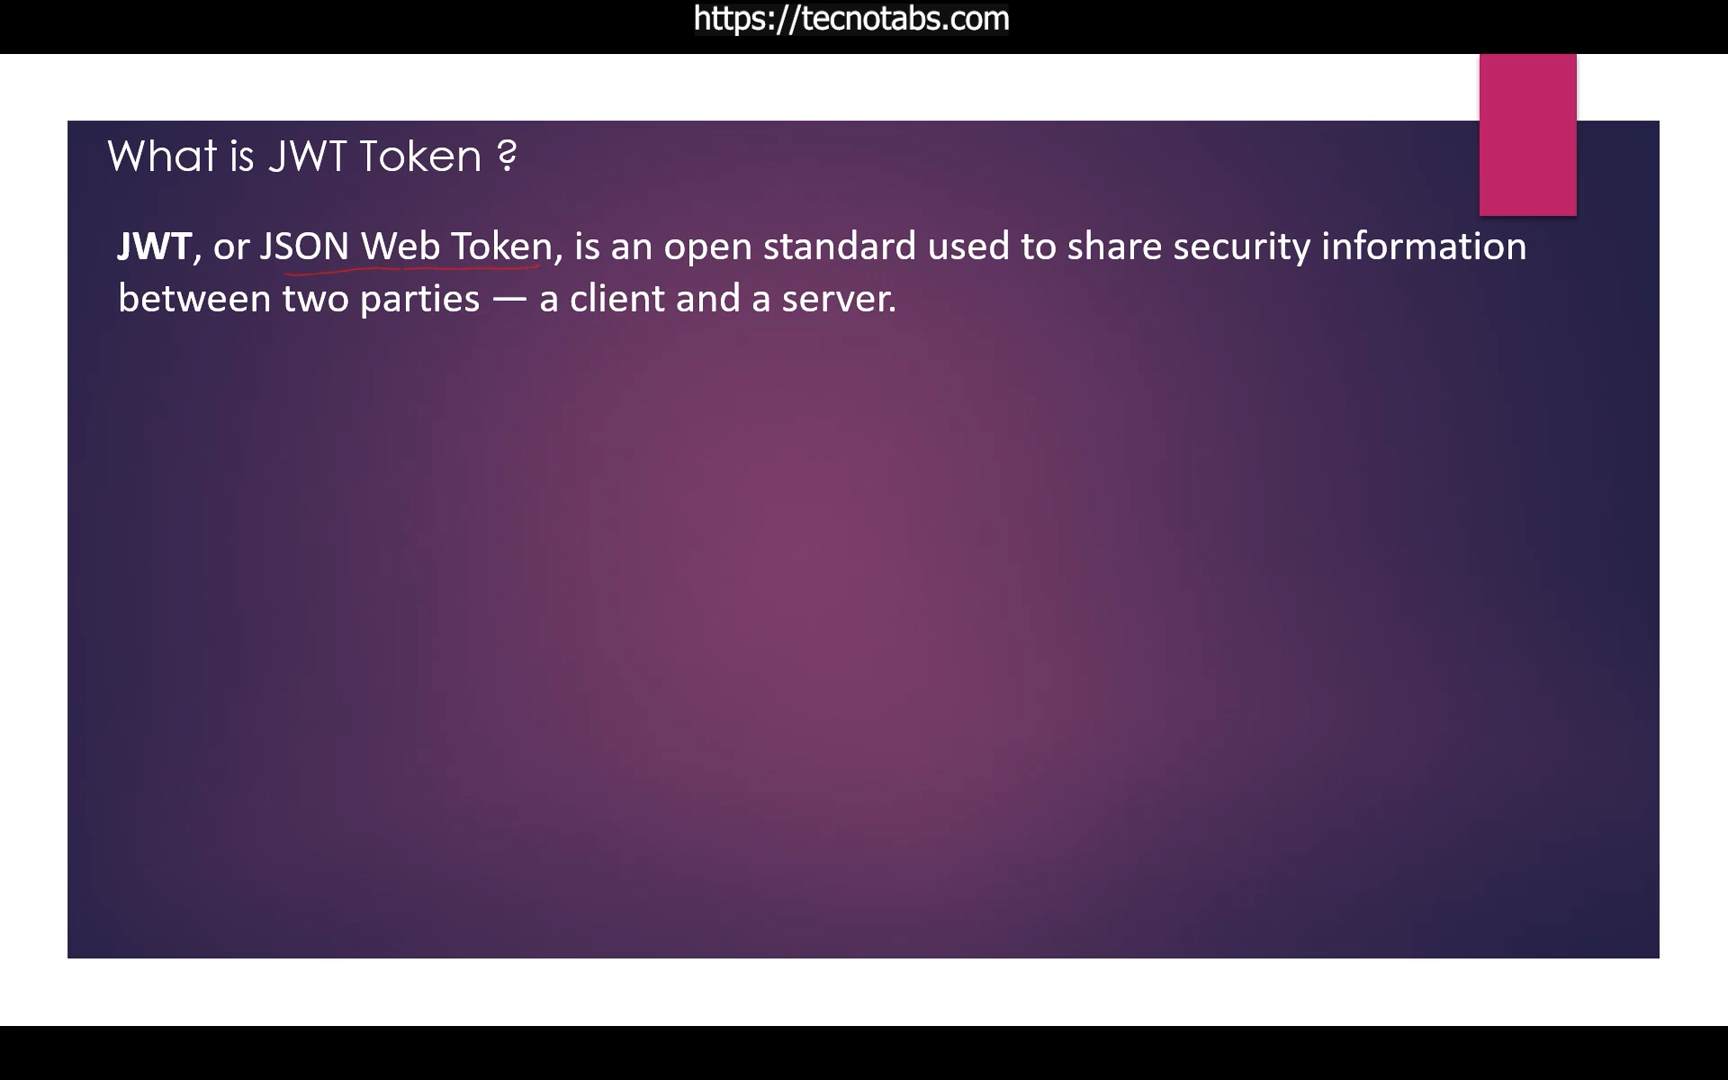 https://tecnotabs.com
What is JWT Token ?
JWT, or JSON Web Token, is an open standard used to share security information
between two parties — a client and a server.